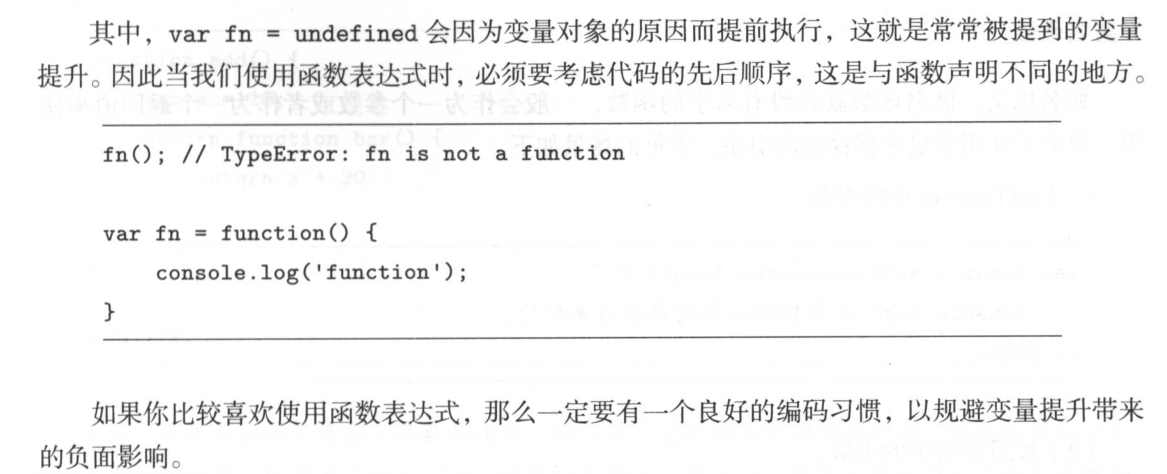 其中，var fn = undefined 会因为变量对象的原因而提前执行，这就是常常被提到的变量
提升。因此当我们使用函数表达式时，必须要考虑代码的先后顺序，这是与函数声明不同的地方。
fn(); // TypeError: fn is not a function
var fn = function() {
    console.log('function');
}
如果你比较喜欢使用函数表达式，那么一定要有一个良好的编码习惯，以规避变量提升带来
的负面影响。